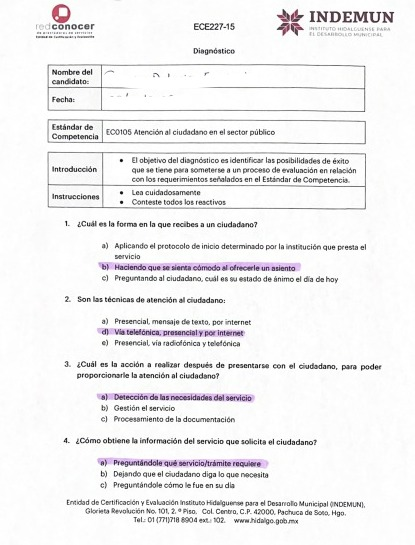 redconocer
de prestadores de servicios
Entidad de Certificación y Evaluación
ECE227-15
INDEMUN
INSTITUTO HIDALGUENSE PARA
EL DESARROLLO MUNICIPAL
Diagnóstico
Nombre del candidato:
Fecha:
Estándar de Competencia EC0105 Atención al ciudadano en el sector público
Introducción
• El objetivo del diagnóstico es identificar las posibilidades de éxito
que se tiene para someterse a un proceso de evaluación en relación
con los requerimientos señalados en el Estándar de Competencia.
Instrucciones
• Lea cuidadosamente
• Conteste todos los reactivos
1. ¿Cuál es la forma en la que recibes a un ciudadano?
a) Aplicando el protocolo de inicio determinado por la institución que presta el
servicio
b) Haciendo que se sienta cómodo al ofrecerle un asiento
c) Preguntando al ciudadano, cuál es su estado de ánimo el día de hoy
2. Son las técnicas de atención al ciudadano:
a) Presencial, mensaje de texto, por internet
d) Vía telefónica, presencial y por internet
e) Presencial, vía radiofónica y telefónica
3. ¿Cuál es la acción a realizar después de presentarse con el ciudadano, para poder
proporcionarle la atención al ciudadano?
a) Detección de las necesidades del servicio
b) Gestión el servicio
c) Procesamiento de la documentación
4. ¿Cómo obtiene la información del servicio que solicita el ciudadano?
a) Preguntándole qué servicio/trámite requiere
b) Dejando que el ciudadano diga lo que necesita
c) Preguntándole cómo le fue en su día
Entidad de Certificación y Evaluación Instituto Hidalguense para el Desarrollo Municipal (INDEMUN),
Glorieta Revolución No. 101, 2. º Piso. Col. Centro, C.P. 42000, Pachuca de Soto, Hgo.
Tel.: 01 (771)718 8904 ext.: 102. www.hidalgo.gob.mx